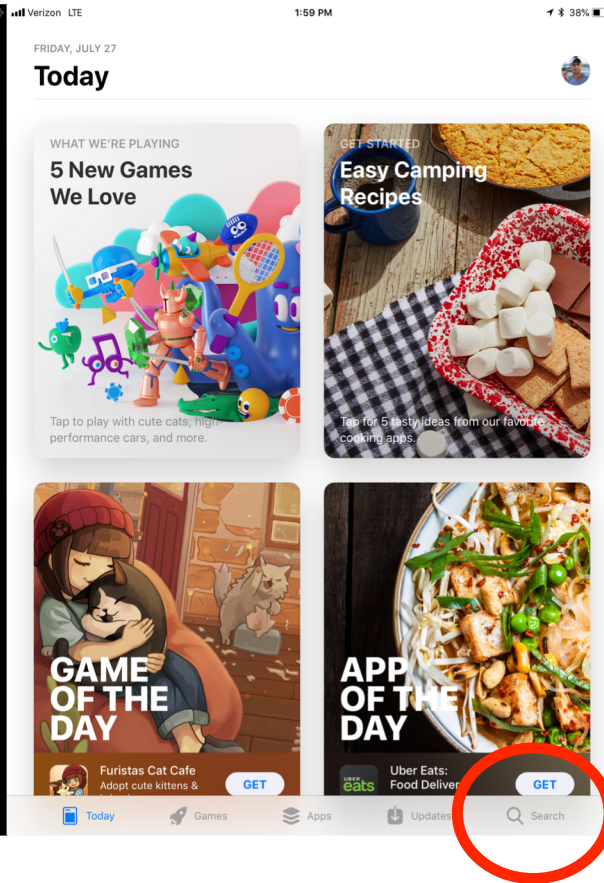 Verizon LTE
1:59 PM
38%
FRIDAY, JULY 27
Today
WHAT WE'RE PLAYING
5 New Games
We Love
Tap to play with cute cats, high-
performance cars, and more.
GET STARTED
Easy Camping
Recipes
Tap for 5 tasty ideas from our favorite
cooking apps.
GAME
OF THE
DAY
Furistas Cat Cafe
Adopt cute kittens &
GET
APP
OF THE
DAY
UBER
eats
Uber Eats:
Food Deliver
GET
Today
Games
Apps
Updates
Search